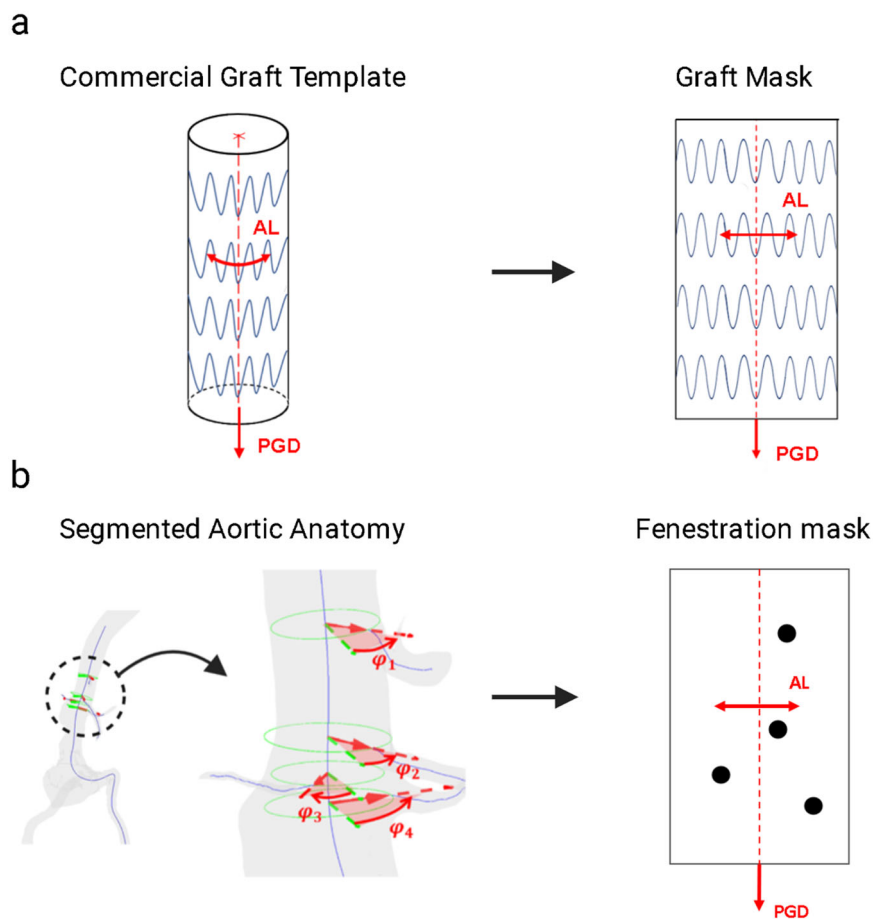 a
Commercial Graft Template
Graft Mask
AL
AL
PGD
PGD
b
Segmented Aortic Anatomy
Fenestration mask
φ1
φ2
φ3
φ4
AL
PGD